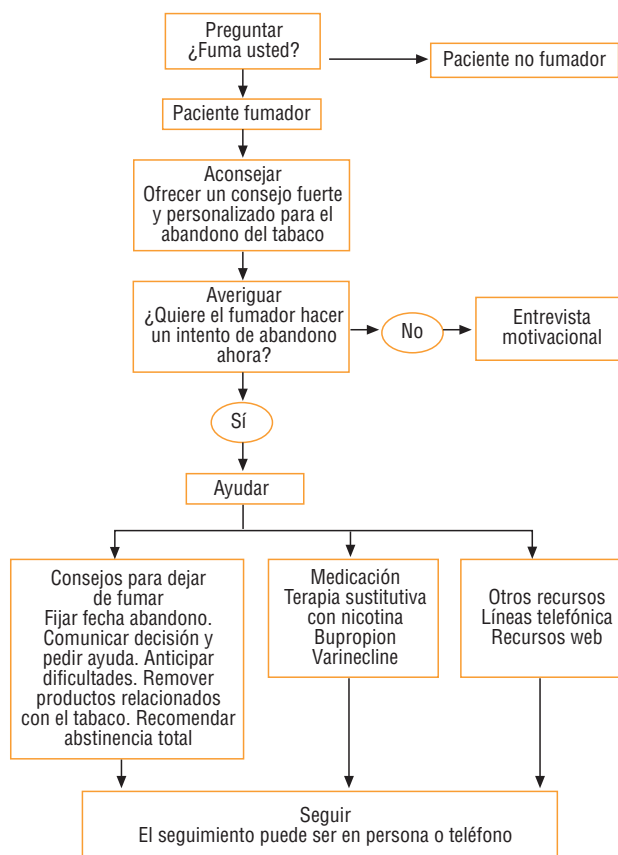 Preguntar
¿Fuma usted?
Paciente no fumador
Paciente fumador
Aconsejar
Ofrecer un consejo fuerte
y personalizado para el
abandono del tabaco
Averiguar
¿Quiere el fumador hacer
un intento de abandono
ahora?
No
Entrevista
motivacional
Sí
Ayudar
Consejos para dejar
de fumar
Fijar fecha abandono.
Comunicar decisión y
pedir ayuda. Anticipar
dificultades. Remover
productos relacionados
con el tabaco. Recomendar
abstinencia total
Medicación
Terapia sustitutiva
con nicotina
Bupropion
Varinecline
Otros recursos
Líneas telefónica
Recursos web
Seguir
El seguimiento puede ser en persona o teléfono